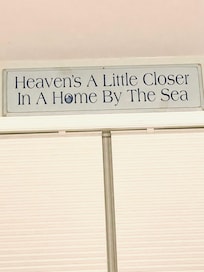 Heaven's A Little Closer
In A Home By The Sea